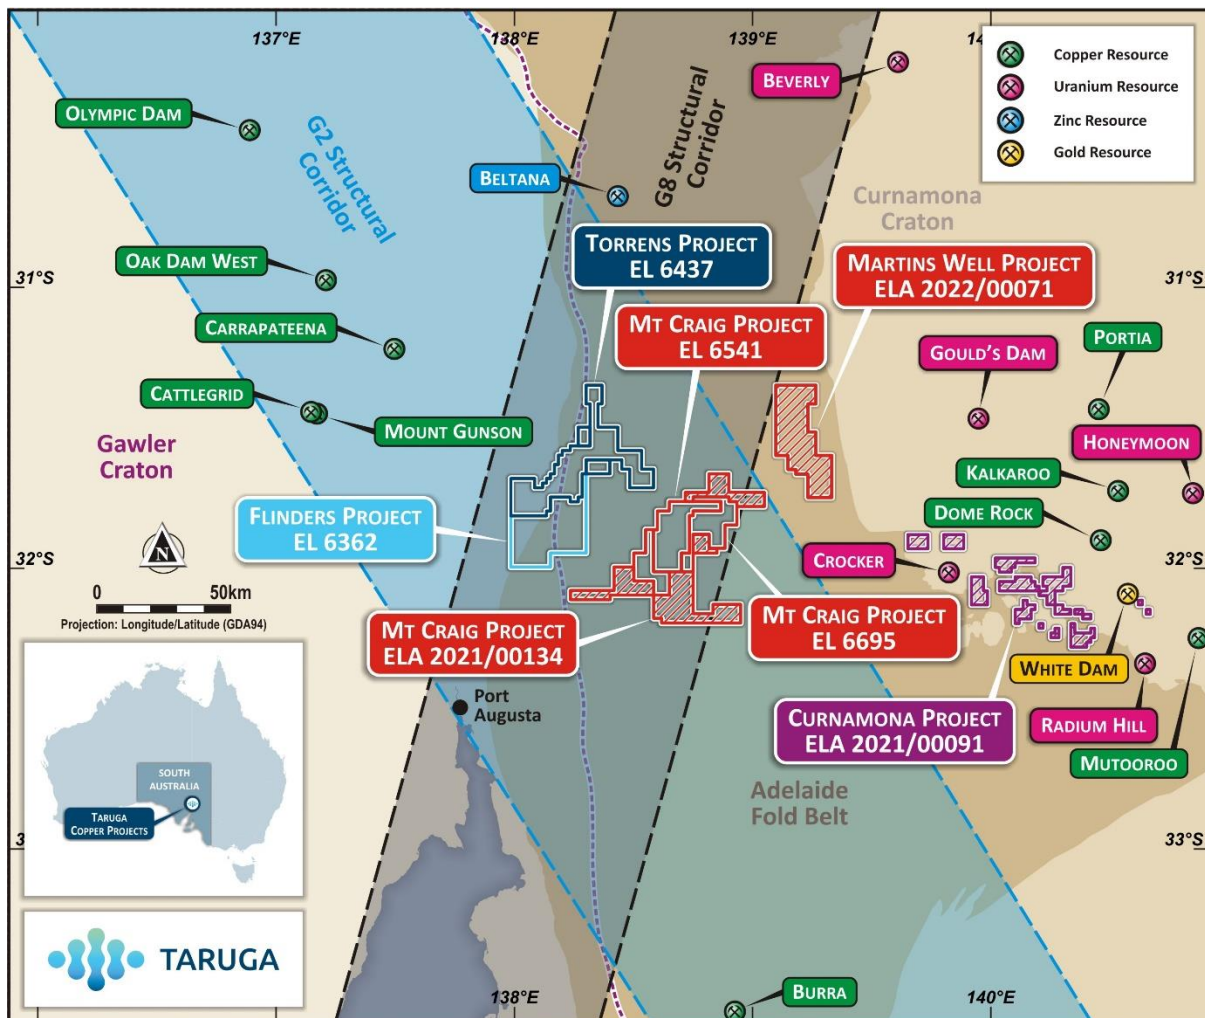 137°E
138°E
139°E
Copper Resource
Uranium Resource
Zinc Resource
Gold Resource
BEVERLY
OLYMPIC DAM
G2 Structural
Corridor
G8 Structural
Corridor
BELTANA
Curnamona
Craton
TORRENS PROJECT
EL 6437
MARTINS WELL PROJECT
ELA 2022/00071
OAK DAM WEST
31°S
31°S
CARRAPATEENA
MT CRAIG PROJECT
EL 6541
GOULD'S DAM
PORTIA
CATTLEGRID
MOUNT GUNSON
Gawler
Craton
HONEYMOON
KALKAROO
DOME ROCK
FLINDERS PROJECT
EL 6362
N
32°S
32°S
CROCKER
0 50km
Projection: Longitude/Latitude (GDA94)
MT CRAIG PROJECT
ELA 2021/00134
MT CRAIG PROJECT
EL 6695
WHITE DAM
RADIUM HILL
MUTOOROO
CURNAMONA PROJECT
ELA 2021/00091
Port
Augusta
SOUTH
AUSTRALIA
TARUGA
COPPER PROJECTS
Adelaide
Fold Belt
33°S
TARUGA
138°E
140°E
BURRA